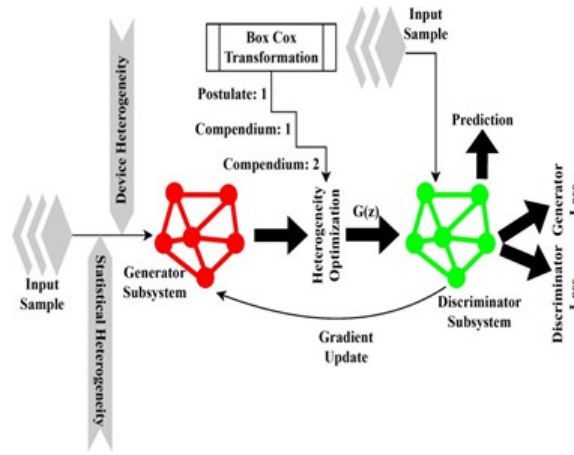 Box Cox
Transformation
Input
Sample
Postulate: 1
Compendium: 1
Compendium: 2
Prediction
Device Heterogeneity
Statistical Heterogeneity
Input
Sample
Generator
Subsystem
Heterogeneity
Optimization
G(z)
Discriminator
Subsystem
Gradient
Update
Generator
Loss
Discriminator